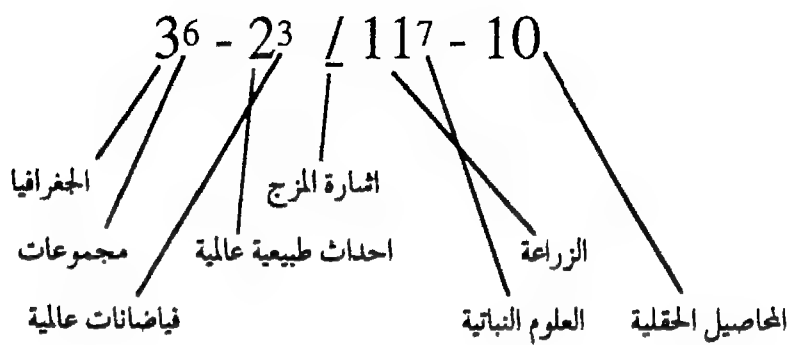 3⁶ - 2³ / 11⁷ - 10
الجغرافيا
اشارة المزج
مجموعات
احداث طبيعية عالمية
الزراعة
فياضانات عالمية
العلوم النباتية
المحاصيل الحقلية